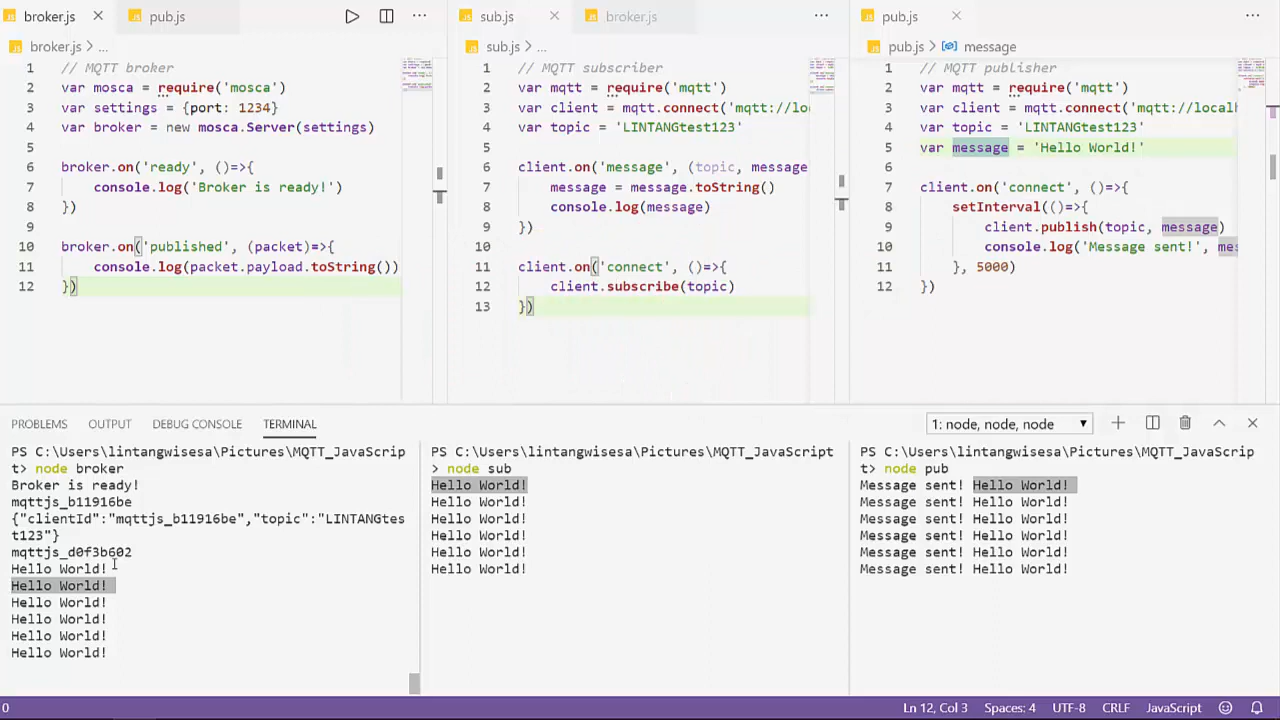 broker.js
pub.js
sub.js
broker.js
pub.js
broker.js ...
sub.js ...
pub.js message
1 // MQTT broker
2 var mosca = require('mosca')
3 var settings = {port: 1234}
4 var broker = new mosca.Server(settings)
5
6 broker.on('ready', ()=>{
7 console.log('Broker is ready!')
8 })
9
10 broker.on('published', (packet)=>{
11 console.log(packet.payload.toString())
12 })
1 // MQTT subscriber
2 var mqtt = require('mqtt')
3 var client = mqtt.connect('mqtt://lo
4 var topic = 'LINTANGtest123'
5
6 client.on('message', (topic, message
7 message = message.toString()
8 console.log(message)
9 })
10
11 client.on('connect', ()=>{
12 client.subscribe(topic)
13 })
1 // MQTT publisher
2 var mqtt = require('mqtt')
3 var client = mqtt.connect('mqtt://local
4 var topic = 'LINTANGtest123'
5 var message = 'Hello World!'
6
7 client.on('connect', ()=>{
8 setInterval(()=>{
9 client.publish(topic, message)
10 console.log('Message sent!', mes
11 }, 5000)
12 })
PROBLEMS OUTPUT DEBUG CONSOLE TERMINAL 1: node, node, node
PS C:\Users\lintangwisesa\Pictures\MQTT_JavaScrip
t> node broker
Broker is ready!
mqttjs_b11916be
{"clientId":"mqttjs_b11916be","topic":"LINTANGtes
t123"}
mqttjs_d0f3b602
Hello World!
Hello World!
Hello World!
Hello World!
Hello World!
Hello World!
PS C:\Users\lintangwisesa\Pictures\MQTT_JavaScript
> node sub
Hello World!
Hello World!
Hello World!
Hello World!
Hello World!
Hello World!
PS C:\Users\lintangwisesa\Pictures\MQTT_JavaScrip
t> node pub
Message sent! Hello World!
Message sent! Hello World!
Message sent! Hello World!
Message sent! Hello World!
Message sent! Hello World!
Message sent! Hello World!
0 Ln 12, Col 3 Spaces: 4 UTF-8 CRLF JavaScript